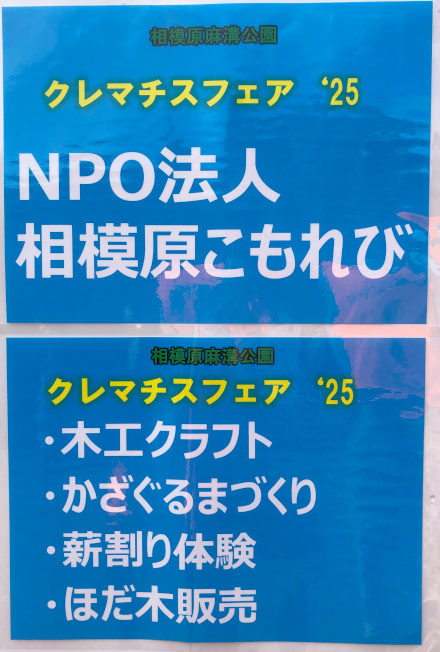 相模原麻溝公園
クレマチスフェア ‘25
NPO法人
相模原こもれび
相模原麻溝公園
クレマチスフェア ‘25
・木工クラフト
・かざぐるまづくり
・薪割り体験
・ほだ木販売